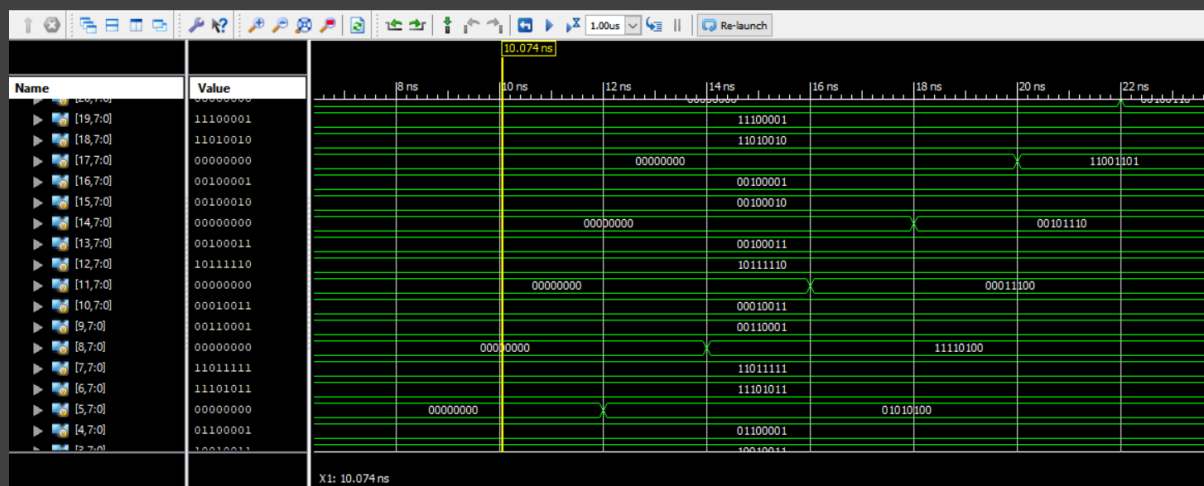 1.00us Re-launch
10.074 ns
Name Value 8 ns 10 ns 12 ns 14 ns 16 ns 18 ns 20 ns 22 ns
[19,7:0] 11100001 11100001
[18,7:0] 11010010 11010010
[17,7:0] 00000000 00000000 11001101
[16,7:0] 00100001 00100001
[15,7:0] 00100010 00100010
[14,7:0] 00000000 00000000 00101110
[13,7:0] 00100011 00100011
[12,7:0] 10111110 10111110
[11,7:0] 00000000 00000000 00011100
[10,7:0] 00010011 00010011
[9,7:0] 00110001 00110001
[8,7:0] 00000000 00000000 11110100
[7,7:0] 11011111 11011111
[6,7:0] 11101011 11101011
[5,7:0] 00000000 00000000 01010100
[4,7:0] 01100001 01100001
X1: 10.074 ns